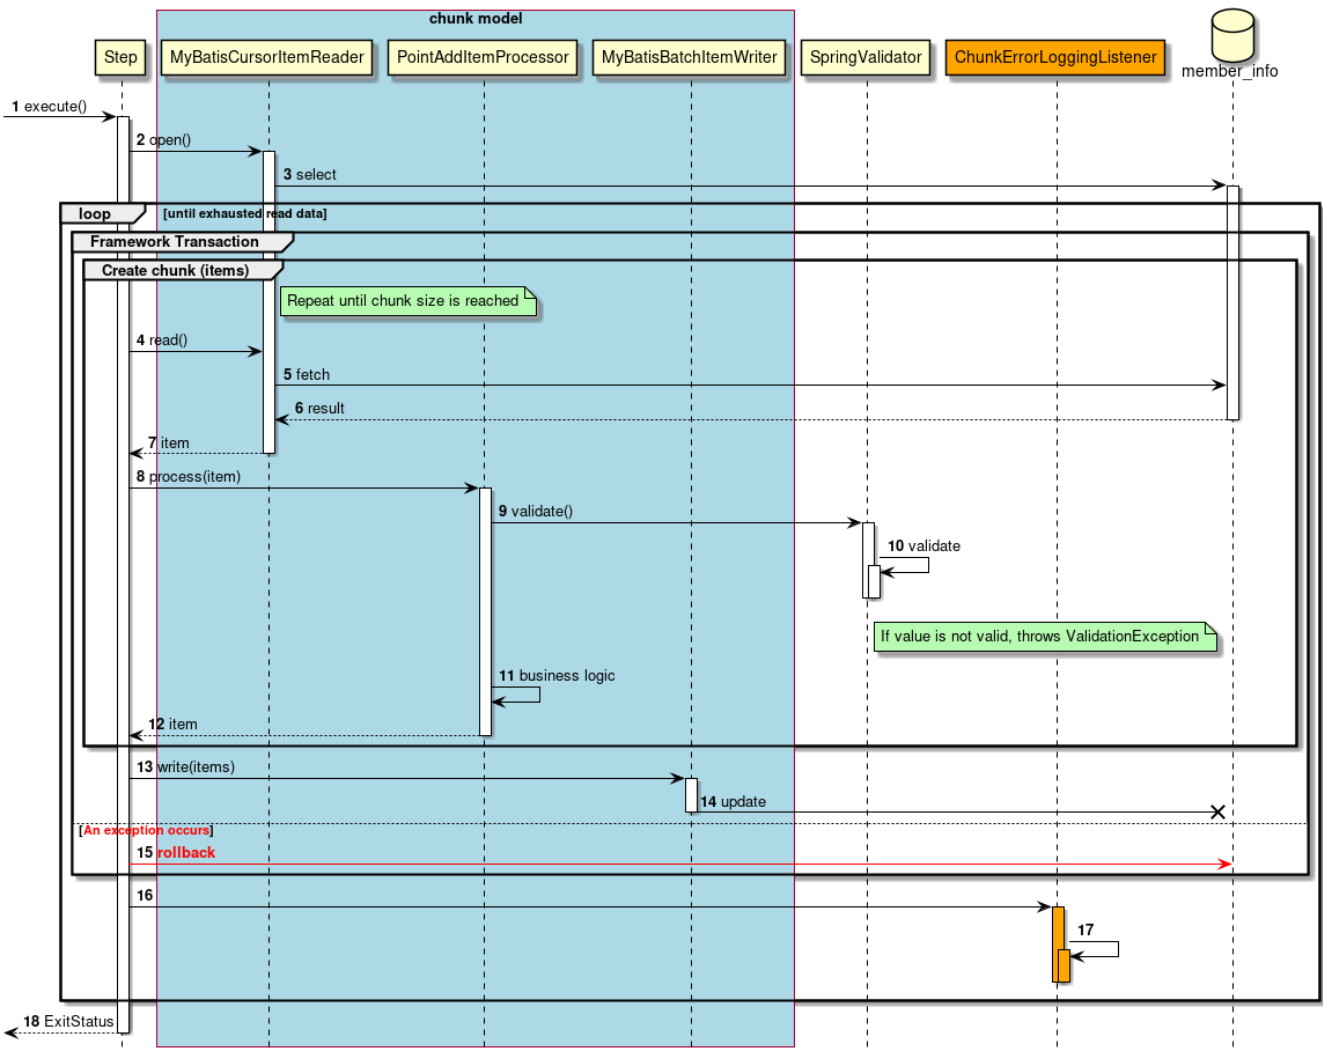 chunk model
Step
MyBatisCursorItemReader
PointAddItemProcessor
MyBatisBatchItemWriter
SpringValidator
ChunkErrorLoggingListener
member_info
1 execute()
2 open()
3 select
loop
[until exhausted read data]
Framework Transaction
Create chunk (items)
Repeat until chunk size is reached
4 read()
5 fetch
6 result
7 item
8 process(item)
9 validate()
10 validate
If value is not valid, throws ValidationException
11 business logic
12 item
13 write(items)
14 update
[An exception occurs]
15 rollback
16
17
18 ExitStatus